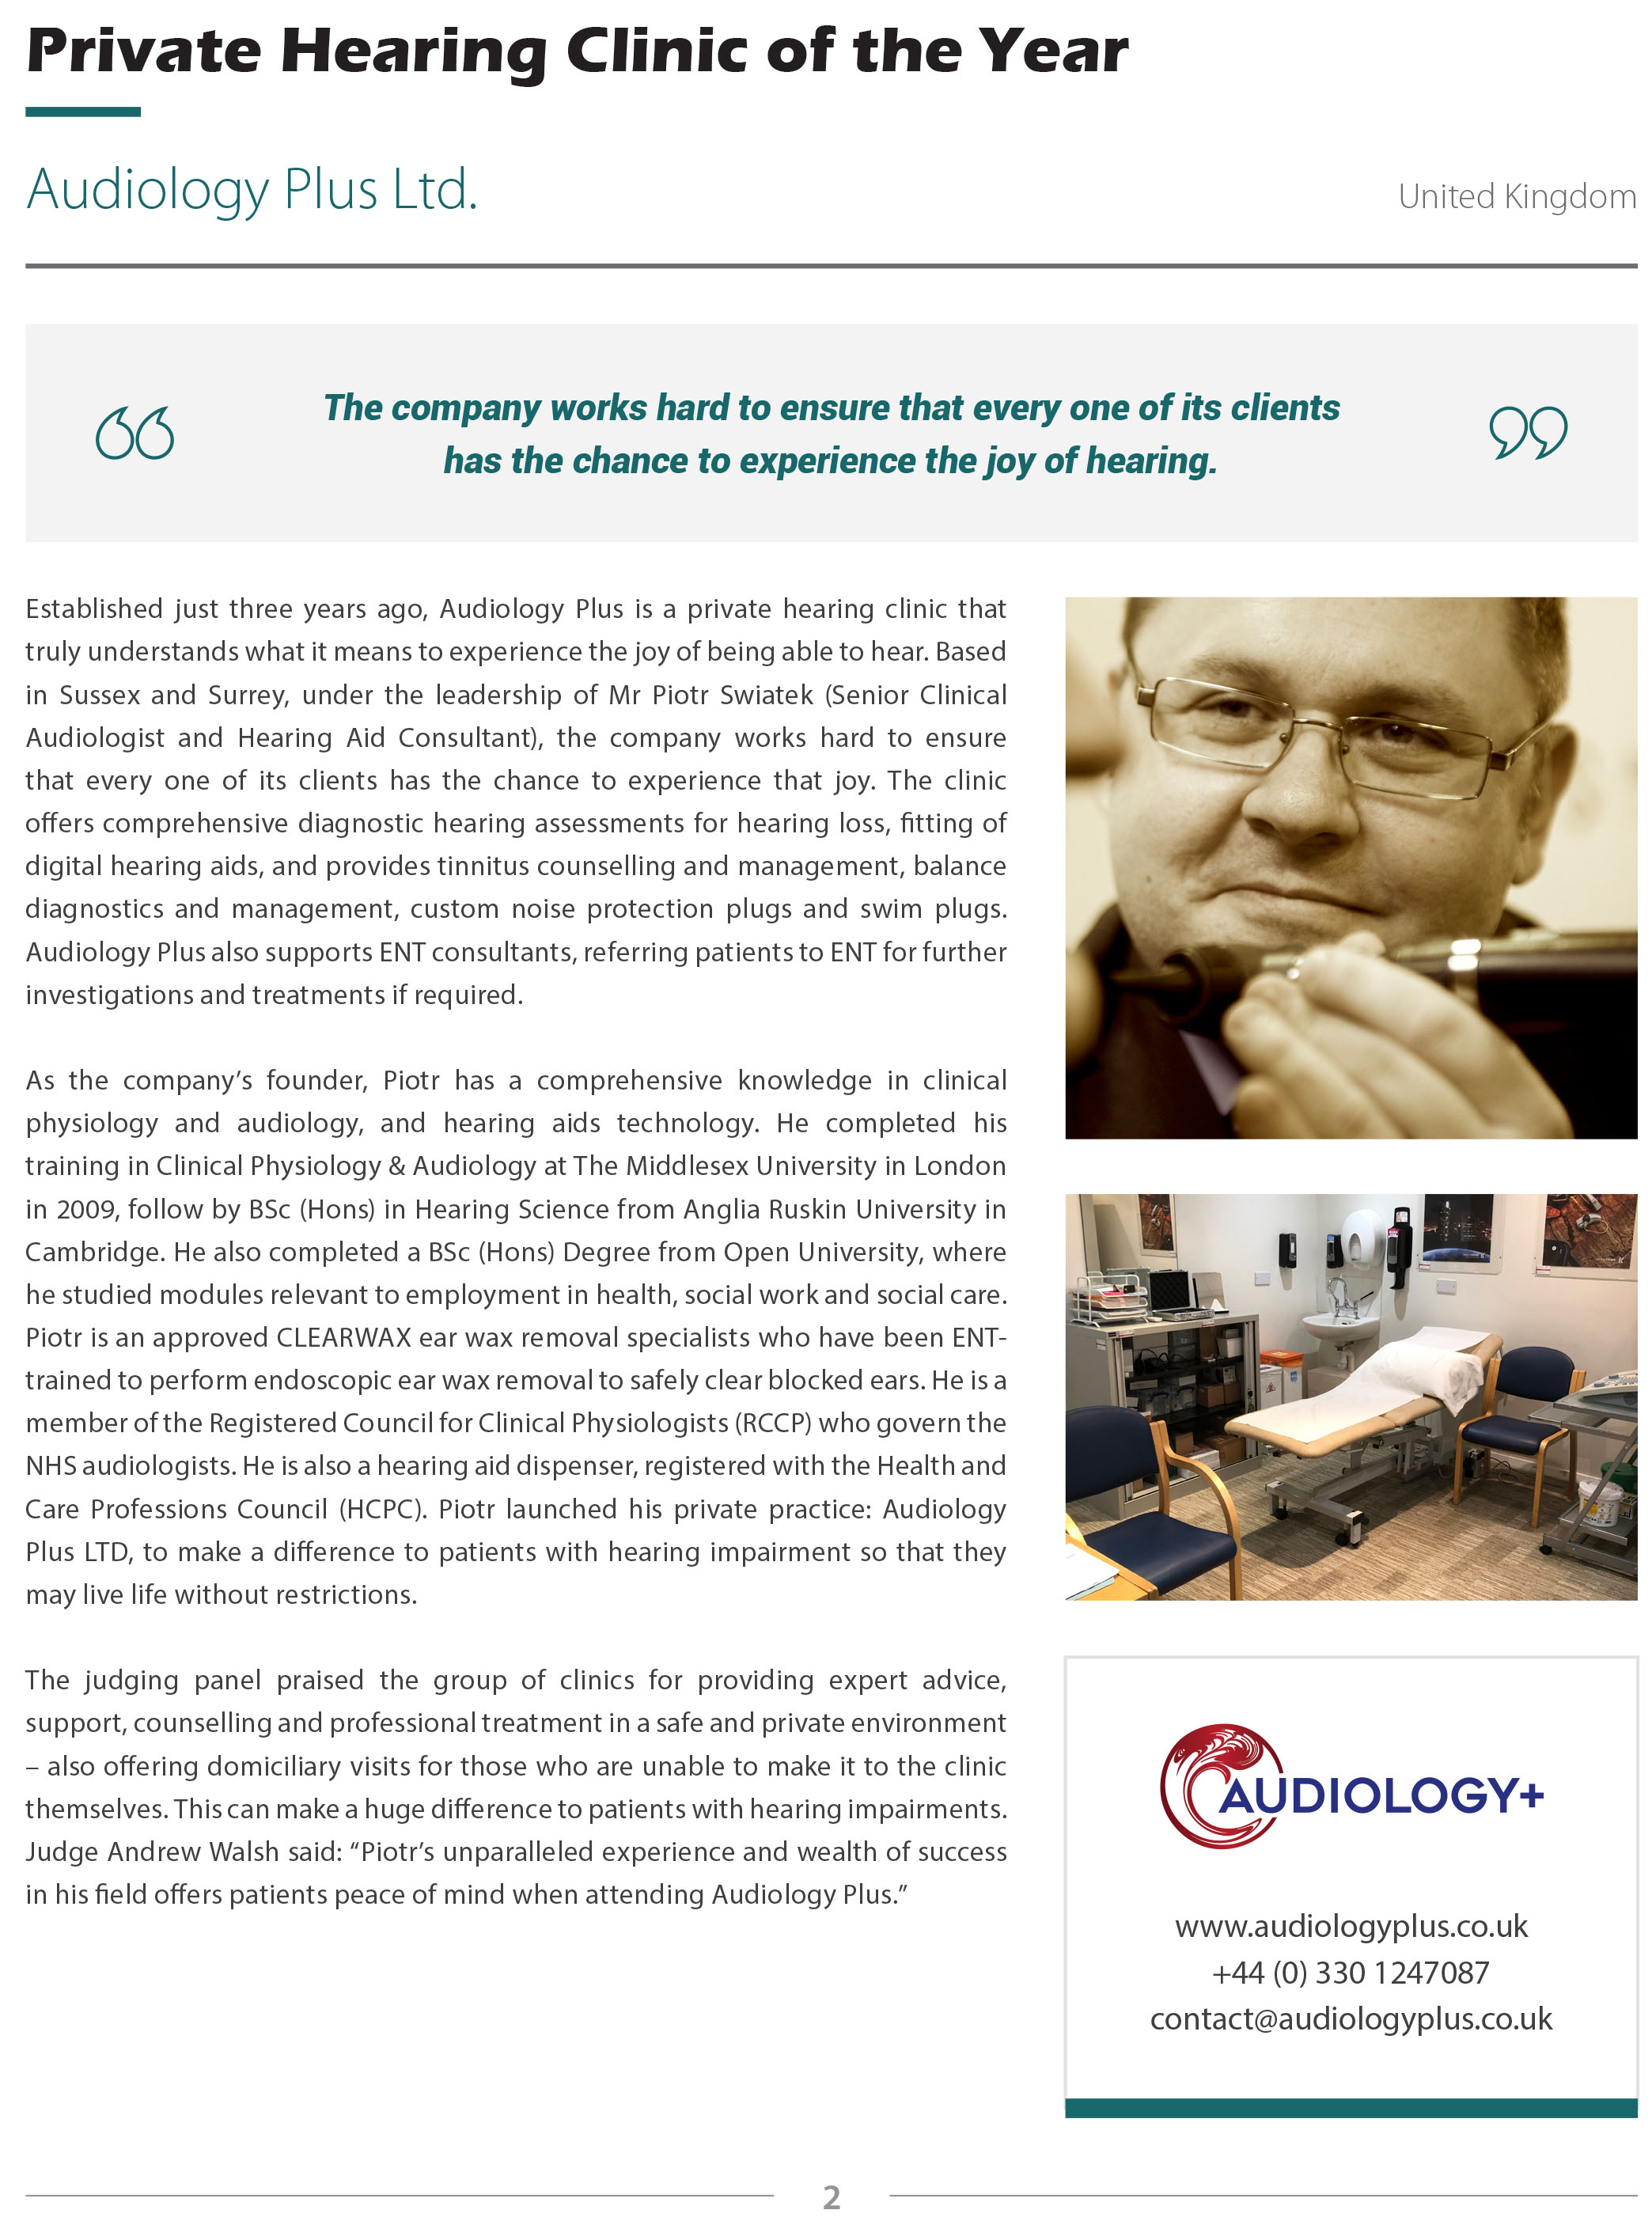 Private Hearing Clinic of the Year
Audiology Plus Ltd.
United Kingdom
The company works hard to ensure that every one of its clients
has the chance to experience the joy of hearing.
Established just three years ago, Audiology Plus is a private hearing clinic that
truly understands what it means to experience the joy of being able to hear. Based
in Sussex and Surrey, under the leadership of Mr Piotr Swiatek (Senior Clinical
Audiologist and Hearing Aid Consultant), the company works hard to ensure
that every one of its clients has the chance to experience that joy. The clinic
offers comprehensive diagnostic hearing assessments for hearing loss, fitting of
digital hearing aids, and provides tinnitus counselling and management, balance
diagnostics and management, custom noise protection plugs and swim plugs.
Audiology Plus also supports ENT consultants, referring patients to ENT for further
investigations and treatments if required.
As the company’s founder, Piotr has a comprehensive knowledge in clinical
physiology and audiology, and hearing aids technology. He completed his
training in Clinical Physiology & Audiology at The Middlesex University in London
in 2009, follow by BSc (Hons) in Hearing Science from Anglia Ruskin University in
Cambridge. He also completed a BSc (Hons) Degree from Open University, where
he studied modules relevant to employment in health, social work and social care.
Piotr is an approved CLEARWAX ear wax removal specialists who have been ENT-
trained to perform endoscopic ear wax removal to safely clear blocked ears. He is a
member of the Registered Council for Clinical Physiologists (RCCP) who govern the
NHS audiologists. He is also a hearing aid dispenser, registered with the Health and
Care Professions Council (HCPC). Piotr launched his private practice: Audiology
Plus LTD, to make a difference to patients with hearing impairment so that they
may live life without restrictions.
The judging panel praised the group of clinics for providing expert advice,
support, counselling and professional treatment in a safe and private environment
– also offering domiciliary visits for those who are unable to make it to the clinic
themselves. This can make a huge difference to patients with hearing impairments.
Judge Andrew Walsh said: “Piotr’s unparalleled experience and wealth of success
in his field offers patients peace of mind when attending Audiology Plus.”
AUDIOLOGY+
www.audiologyplus.co.uk
+44 (0) 330 1247087
contact@audiologyplus.co.uk
2